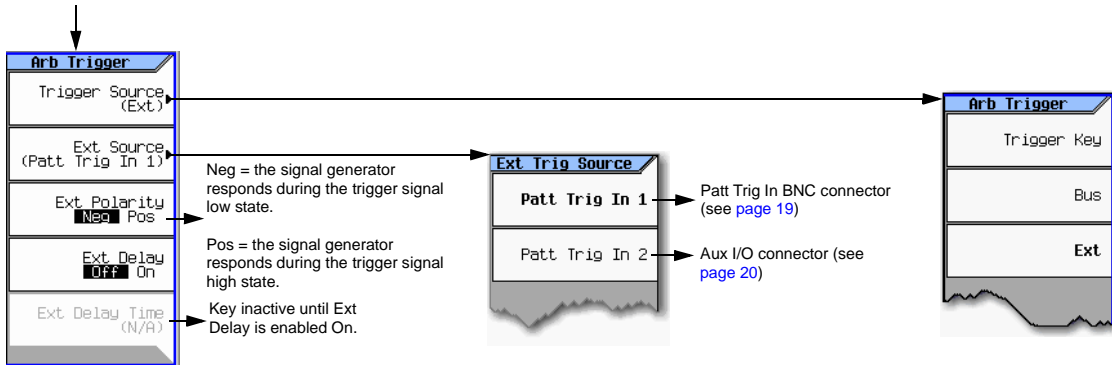 Arb Trigger
Trigger Source
(Ext)
Ext Source
(Patt Trig In 1)
Ext Polarity
Neg Pos
Ext Delay
Off On
Ext Delay Time
(N/A)
Neg = the signal generator
responds during the trigger signal
low state.
Pos = the signal generator
responds during the trigger signal
high state.
Key inactive until Ext
Delay is enabled On.
Ext Trig Source
Patt Trig In 1
Patt Trig In 2
Patt Trig In BNC connector
(see page 19)
Aux I/O connector (see
page 20)
Arb Trigger
Trigger Key
Bus
Ext